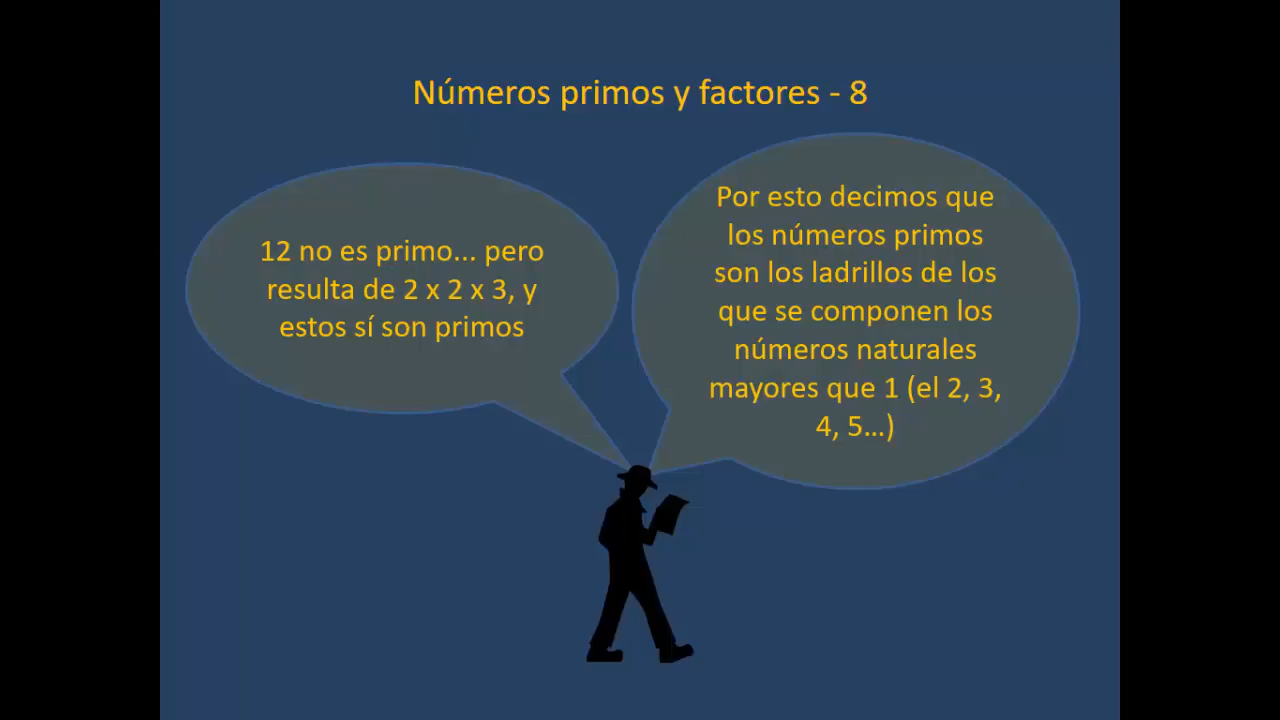 Números primos y factores - 8
12 no es primo... pero
resulta de 2 x 2 x 3, y
estos sí son primos
Por esto decimos que
los números primos
son los ladrillos de los
que se componen los
números naturales
mayores que 1 (el 2, 3,
4, 5...)